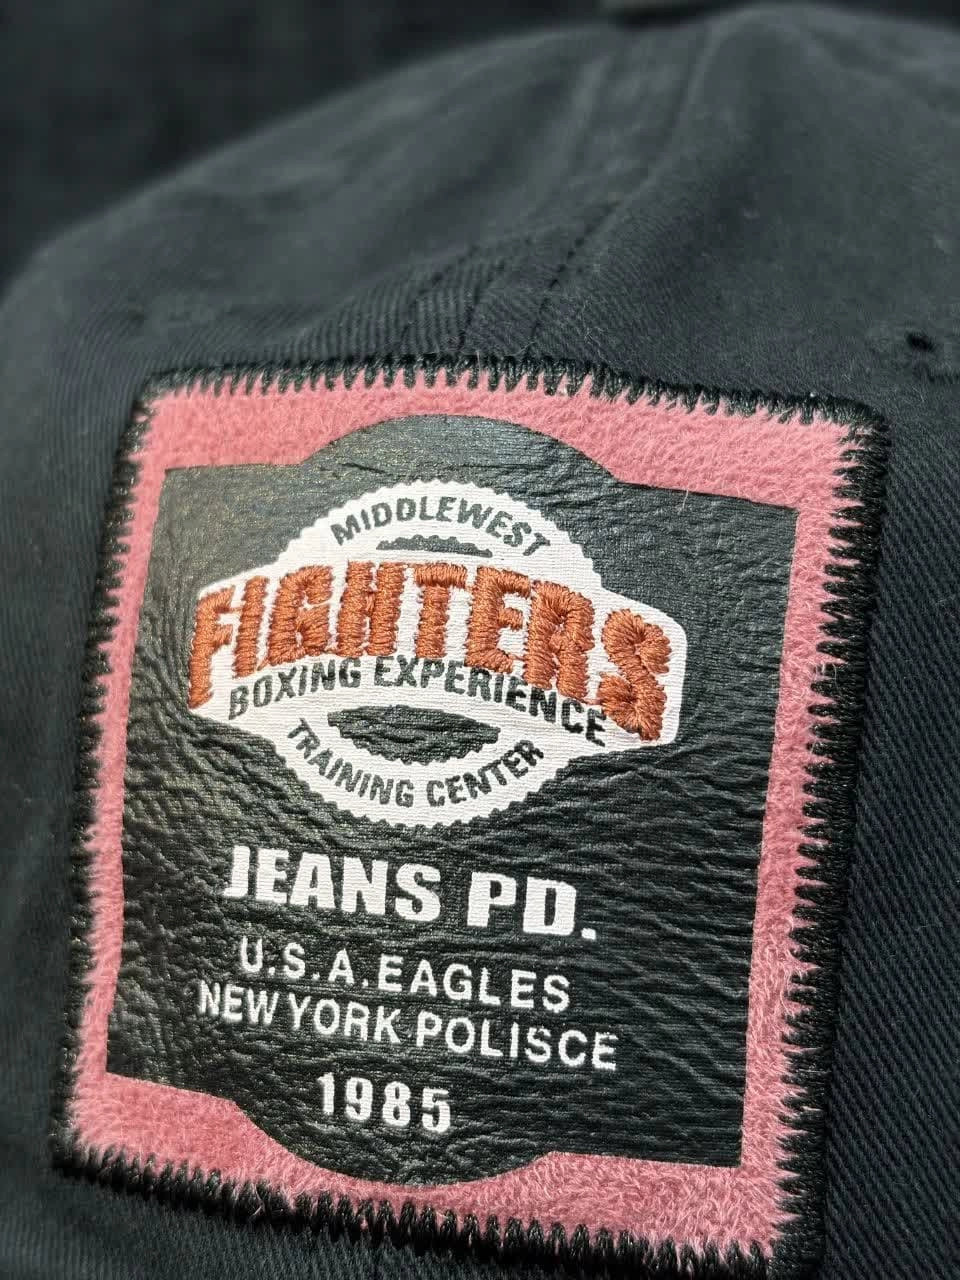 MIDDLEWEST
FIGHTERS
BOXING EXPERIENCE
TRAINING CENTER
JEANS PD.
U.S.A.EAGLES
NEW YORK POLISCE
1985